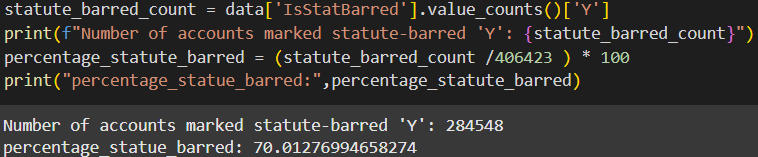 statute_barred_count = data['IsStatBarred'].value_counts()['Y']
print(f"Number of accounts marked statute-barred 'Y': {statute_barred_count}")
percentage_statute_barred = (statute_barred_count /406423 ) * 100
print("percentage_statue_barred:",percentage_statute_barred)
Number of accounts marked statute-barred 'Y': 284548
percentage_statue_barred: 70.01276994658274